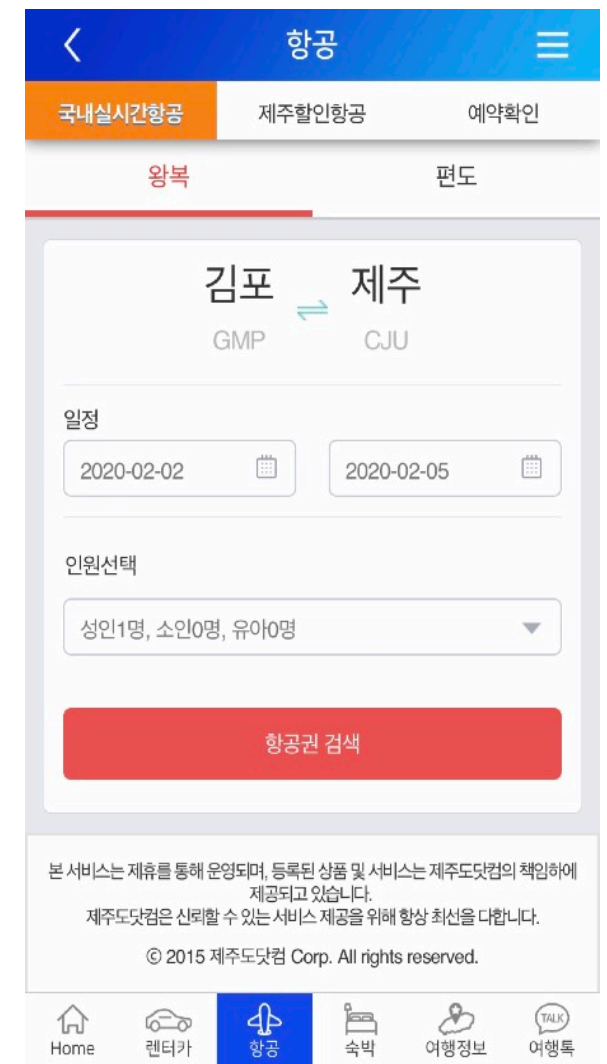 항공
국내실시간항공 제주할인항공 예약확인
왕복 편도
김포 제주
GMP CJU
일정
2020-02-02 2020-02-05
인원선택
성인1명, 소인0명, 유아0명
항공권 검색
본 서비스는 제휴를 통해 운영되며, 등록된 상품 및 서비스는 제주도닷컴의 책임하에
제공되고 있습니다.
제주도닷컴은 신뢰할 수 있는 서비스 제공을 위해 항상 최선을 다합니다.
ⓒ 2015 제주도닷컴 Corp. All rights reserved.
TALK
Home 렌터카 항공 숙박 여행정보 여행톡